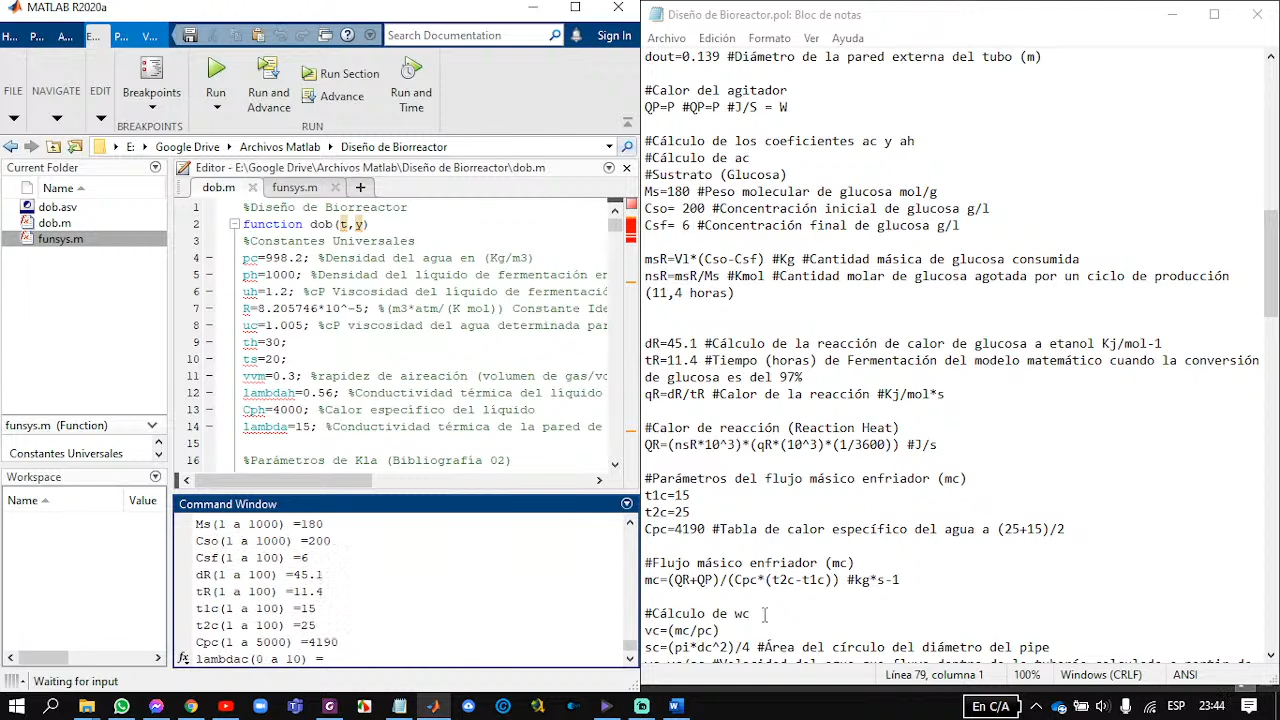 MATLAB R2020a
H... P... A... E... P... V...
Search Documentation
Sign In
FILE
NAVIGATE
EDIT
Breakpoints
Run
Run and Advance
Run Section
Advance
Run and Time
BREAKPOINTS
RUN
E: Google Drive Archivos Matlab Diseño de Bioreactor
Current Folder
Name
dob.asv
dob.m
funsys.m
funsys.m (Function)
Constantes Universales
Workspace
Name Value
Editor - E:\Google Drive\Archivos Matlab\Diseño de Bioreactor\dob.m
dob.m funsys.m
1 %Diseño de Biorreactor
2 function dob(t,y)
3 %Constantes Universales
4 pc=998.2; %Densidad del agua en (Kg/m3)
5 ph=1000; %Densidad del líquido de fermentación en
6 uh=1.2; %cP Viscosidad del líquido de fermentació
7 R=8.205746*10^-5; %(m3*atm/(K mol)) Constante Ide
8 uc=1.005; %cP viscosidad del agua determinada pa
9 th=30;
10 ts=20;
11 vvm=0.3; %rapidez de aireación (volumen de gas/vo
12 lambdah=0.56; %Conductividad térmica del líquido
13 Cph=4000; %Calor específico del líquido
14 lambda=15; %Conductividad térmica de la pared de
15
16 %Parámetros de Kla (Bibliografía 02)
Command Window
Ms(1 a 1000) =180
Cso(1 a 1000) =200
Csf(1 a 100) =6
dR(1 a 100) =45.1
tR(1 a 100) =11.4
t1c(1 a 100) =15
t2c(1 a 100) =25
Cpc(1 a 5000) =4190
lambdac(0 a 10) =
Waiting for input
Diseño de Bioreactor.pol: Bloc de notas
Archivo Edición Formato Ver Ayuda
dout=0.139 #Diámetro de la pared externa del tubo (m)
#Calor del agitador
QP=P #QP=P #J/S = W
#Cálculo de los coeficientes ac y ah
#Cálculo de ac
#Sustrato (Glucosa)
Ms=180 #Peso molecular de glucosa mol/g
Cso= 200 #Concentración inicial de glucosa g/l
Csf= 6 #Concentración final de glucosa g/l
msR=Vl*(Cso-Csf) #Kg #Cantidad másica de glucosa consumida
nsR=msR/Ms #Kmol #Cantidad molar de glucosa agotada por un ciclo de producción
(11,4 horas)
dR=45.1 #Cálculo de la reacción de calor de glucosa a etanol Kj/mol-1
tR=11.4 #Tiempo (horas) de Fermentación del modelo matemático cuando la conversión
de glucosa es del 97%
qR=dR/tR #Calor de la reacción #Kj/mol*s
#Calor de reacción (Reaction Heat)
QR=(nsR*10^3)*(qR*(10^3)*(1/3600)) #J/s
#Parámetros del flujo másico enfriador (mc)
t1c=15
t2c=25
Cpc=4190 #Tabla de calor específico del agua a (25+15)/2
#Flujo másico enfriador (mc)
mc=(QR+QP)/(Cpc*(t2c-t1c)) #kg*s-1
#Cálculo de wc
vc=(mc/pc)
sc=(pi*dc^2)/4 #Área del círculo del diámetro del pipe
Línea 79, columna 1 100% Windows (CRLF) ANSI
En C/A
ESP 23:44